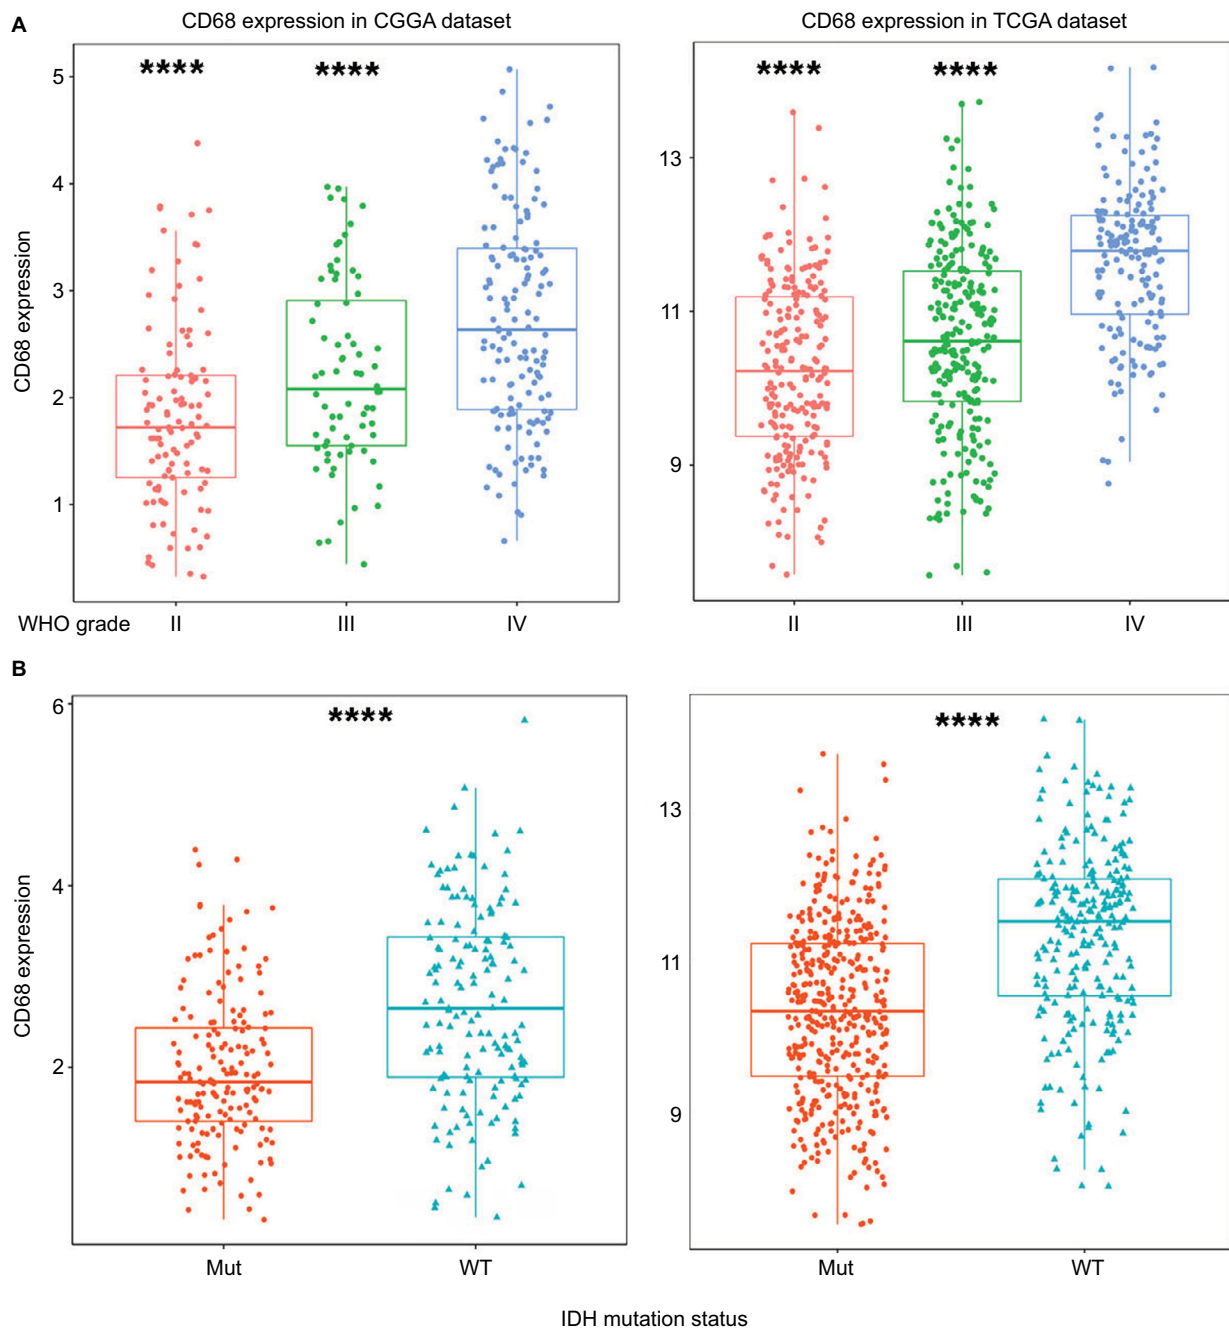 A
CD68 expression in CGGA dataset
CD68 expression in TCGA dataset
CD68 expression
5
4
3
2
1
****
****
13
11
9
****
****
WHO grade
II
III
IV
II
III
IV
B
CD68 expression
6
4
2
****
13
11
9
****
Mut
WT
Mut
WT
IDH mutation status